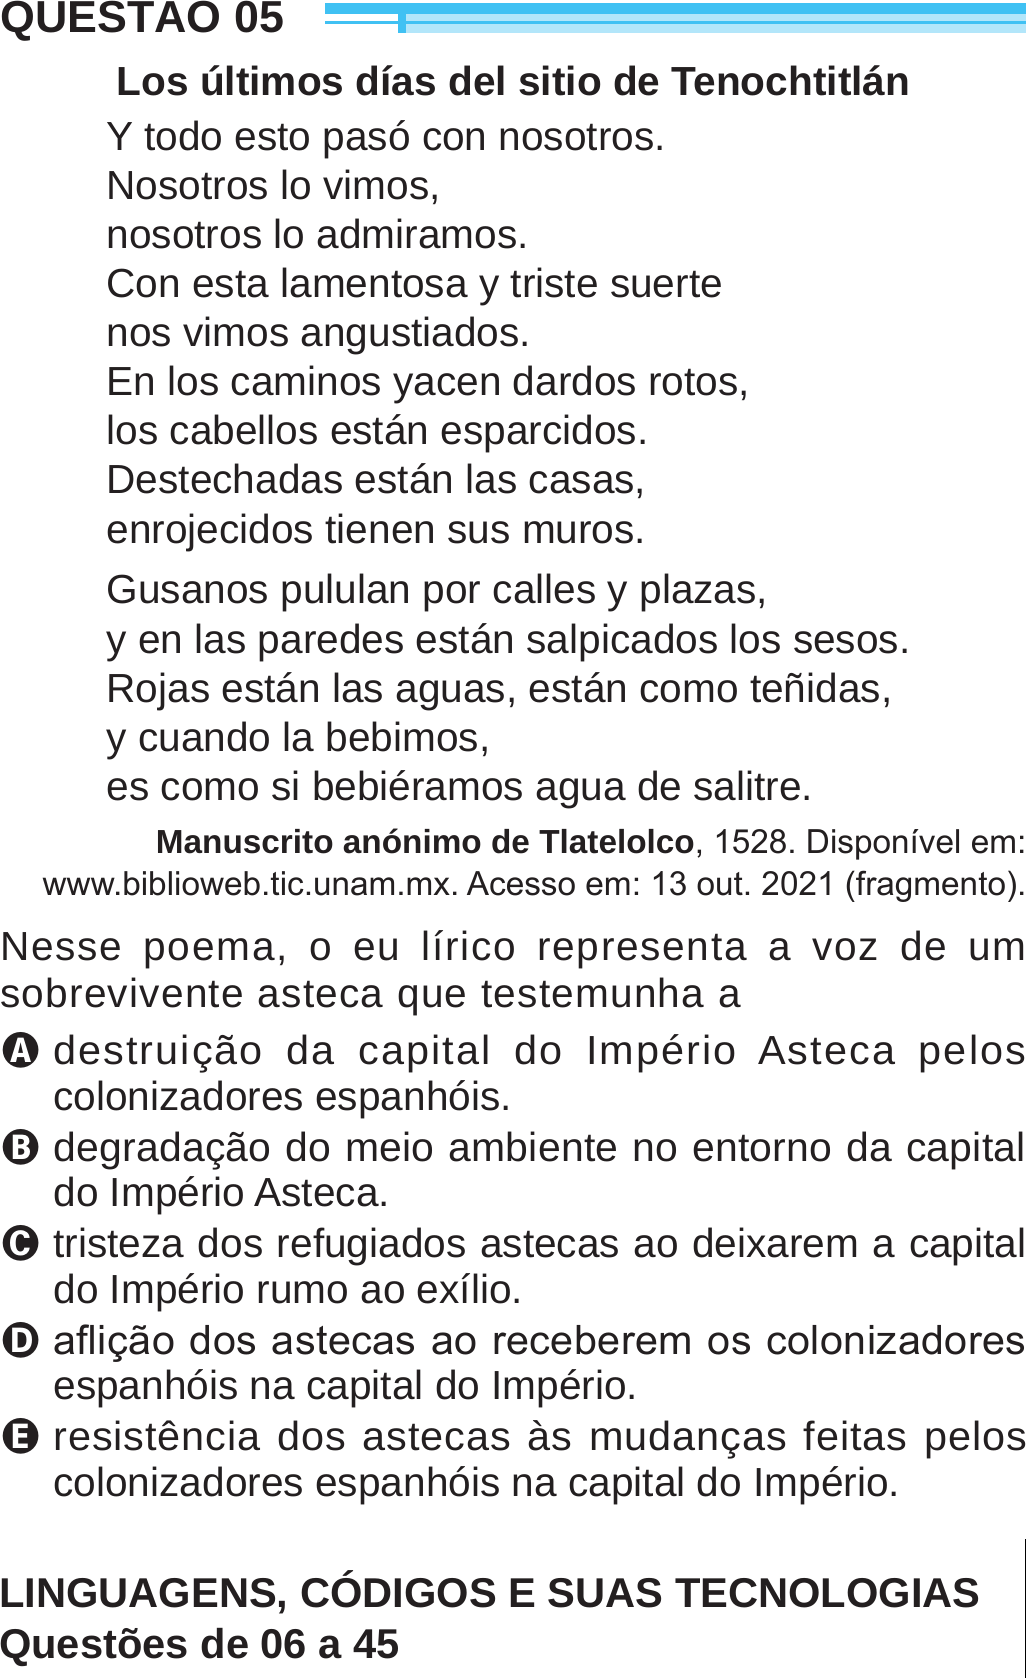 QUESTÃO 05
Los últimos días del sitio de Tenochtitlán
Y todo esto pasó con nosotros.
Nosotros lo vimos,
nosotros lo admiramos.
Con esta lamentosa y triste suerte
nos vimos angustiados.
En los caminos yacen dardos rotos,
los cabellos están esparcidos.
Destechadas están las casas,
enrojecidos tienen sus muros.
Gusanos pululan por calles y plazas,
y en las paredes están salpicados los sesos.
Rojas están las aguas, están como teñidas,
y cuando la bebimos,
es como si bebiéramos agua de salitre.
Manuscrito anónimo de Tlatelolco, 1528. Disponível em:
www.biblioweb.tic.unam.mx. Acesso em: 13 out. 2021 (fragmento).
Nesse poema, o eu lírico representa a voz de um
sobrevivente asteca que testemunha a
A destruição da capital do Império Asteca pelos
colonizadores espanhóis.
B degradação do meio ambiente no entorno da capital
do Império Asteca.
C tristeza dos refugiados astecas ao deixarem a capital
do Império rumo ao exílio.
D aflição dos astecas ao receberem os colonizadores
espanhóis na capital do Império.
E resistência dos astecas às mudanças feitas pelos
colonizadores espanhóis na capital do Império.
LINGUAGENS, CÓDIGOS E SUAS TECNOLOGIAS
Questões de 06 a 45